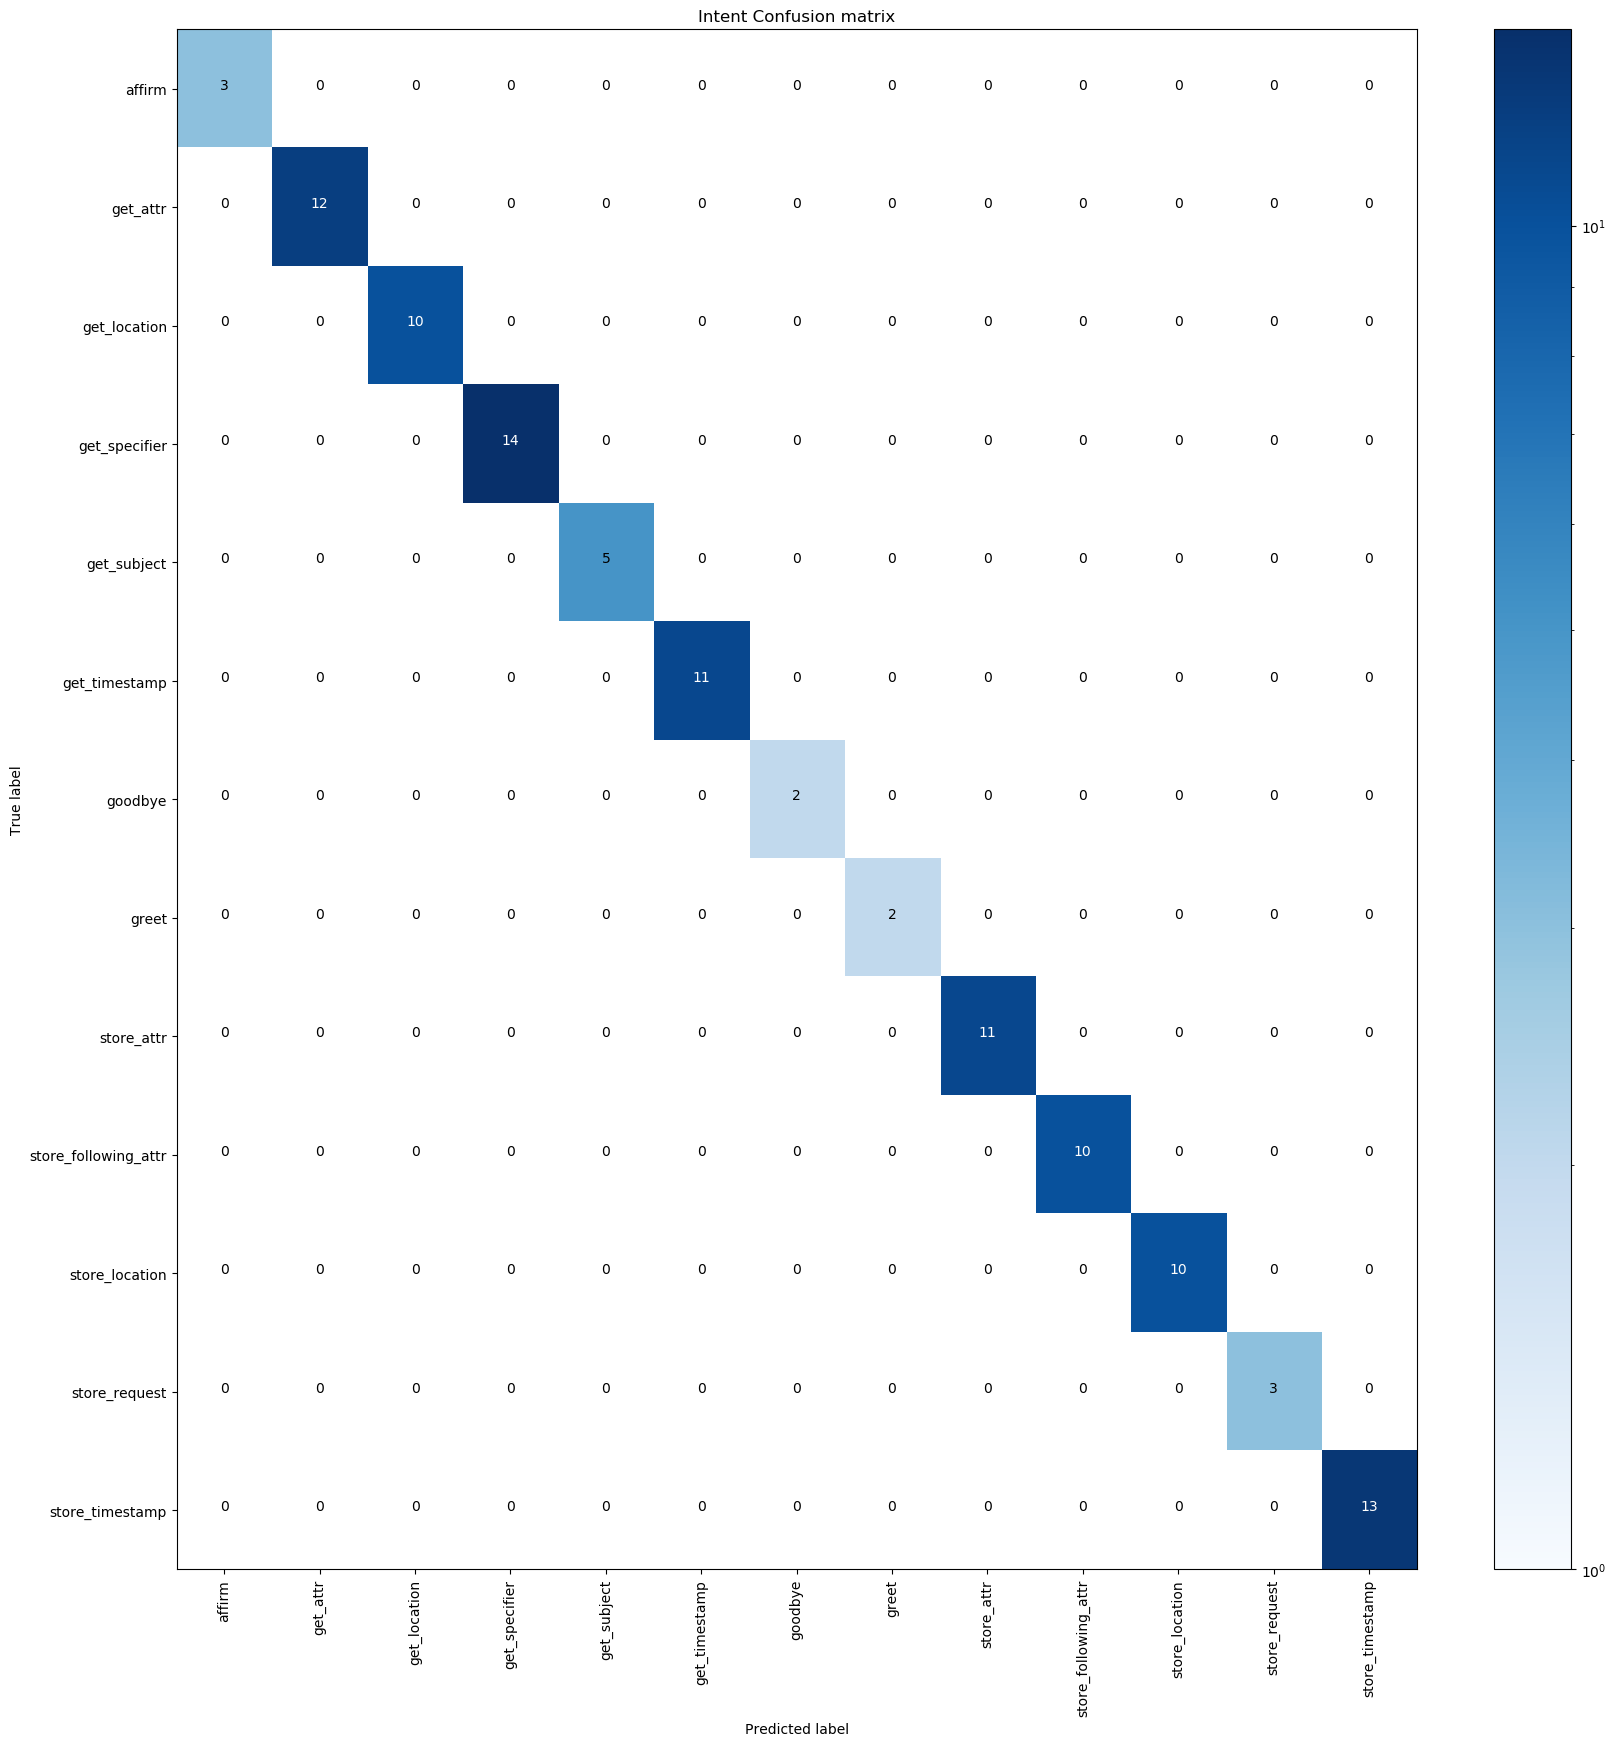 Intent Confusion matrix
affirm 3 0 0 0 0 0 0 0 0 0 0 0 0
get_attr 0 12 0 0 0 0 0 0 0 0 0 0 0
10¹
get_location 0 0 10 0 0 0 0 0 0 0 0 0 0
get_specifier 0 0 0 14 0 0 0 0 0 0 0 0 0
get_subject 0 0 0 0 5 0 0 0 0 0 0 0 0
get_timestamp 0 0 0 0 0 11 0 0 0 0 0 0 0
True label
goodbye 0 0 0 0 0 0 2 0 0 0 0 0 0
greet 0 0 0 0 0 0 0 2 0 0 0 0 0
store_attr 0 0 0 0 0 0 0 0 11 0 0 0 0
store_following_attr 0 0 0 0 0 0 0 0 0 10 0 0 0
store_location 0 0 0 0 0 0 0 0 0 0 10 0 0
store_request 0 0 0 0 0 0 0 0 0 0 0 3 0
store_timestamp 0 0 0 0 0 0 0 0 0 0 0 0 13
10⁰
affirm
get_attr
get_location
get_specifier
get_subject
get_timestamp
goodbye
greet
store_attr
store_following_attr
store_location
store_request
store_timestamp
Predicted label